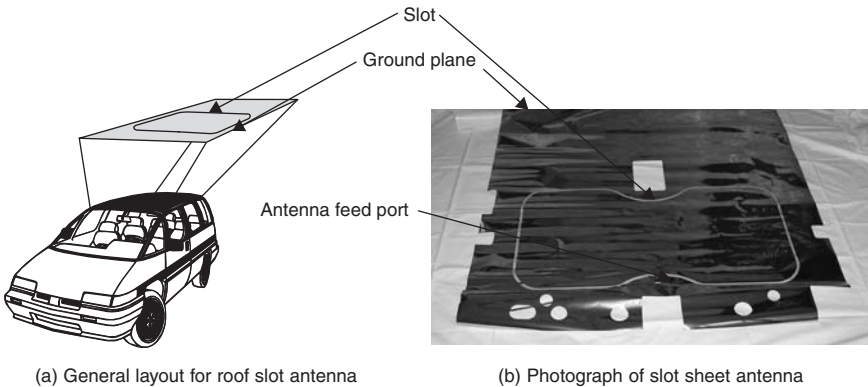 Slot
Ground plane
Antenna feed port
(a) General layout for roof slot antenna
(b) Photograph of slot sheet antenna